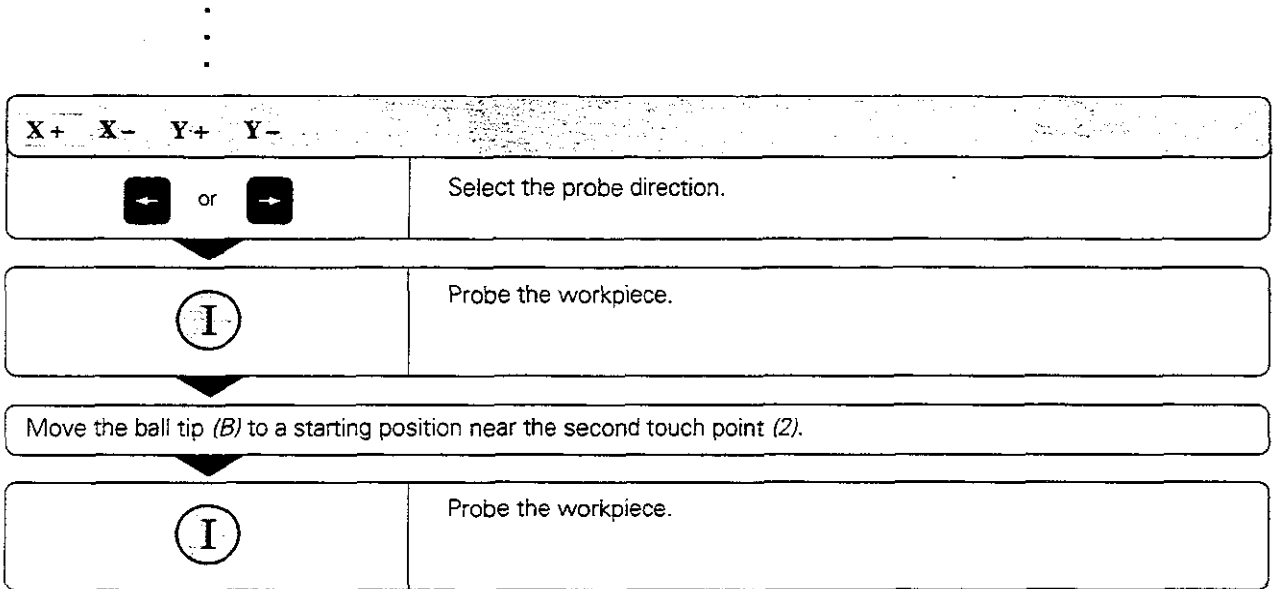 X+ X- Y+ Y-
← or → Select the probe direction.
I Probe the workpiece.
Move the ball tip (B) to a starting position near the second touch point (2).
I Probe the workpiece.